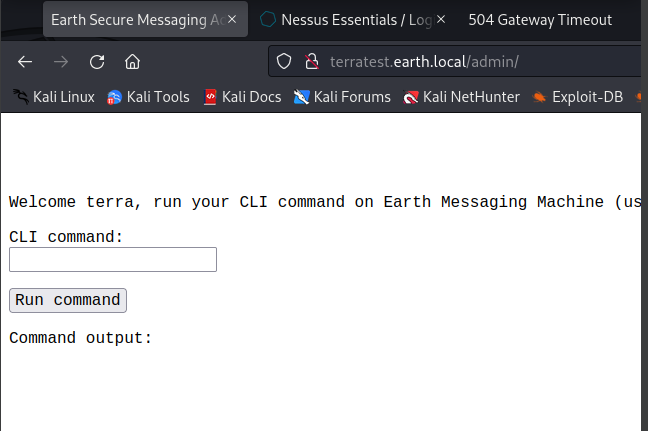 Earth Secure Messaging Ad
Nessus Essentials / Log
504 Gateway Timeout
terratest.earth.local/admin/
Kali Linux
Kali Tools
Kali Docs
Kali Forums
Kali NetHunter
Exploit-DB
Welcome terra, run your CLI command on Earth Messaging Machine (us
CLI command:
Run command
Command output: